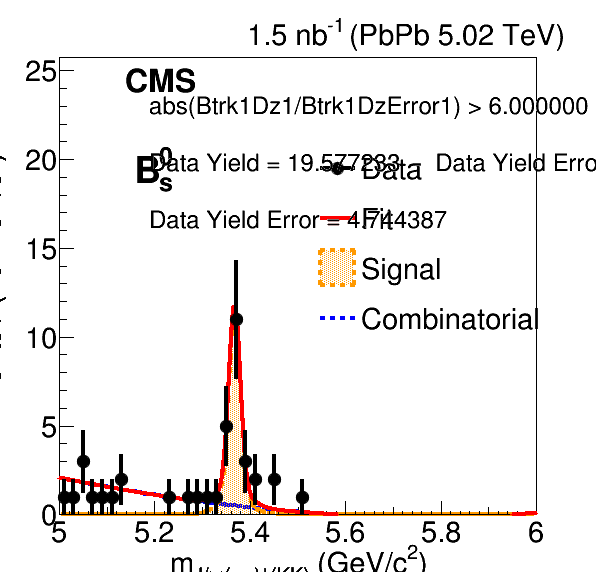 1.5 nb-1 (PbPb 5.02 TeV)
25
CMS
abs(Btrk1Dz1/Btrk1DzError1) > 6.000000
20
B0s
Data Yield = 19.577233 - Data Yield Erro
Data
Data Yield Error = 4.744387
Fit
15
Signal
10
Combinatorial
5
0
5 5.2 5.4 5.6 5.8 6
m (GeV/c2)